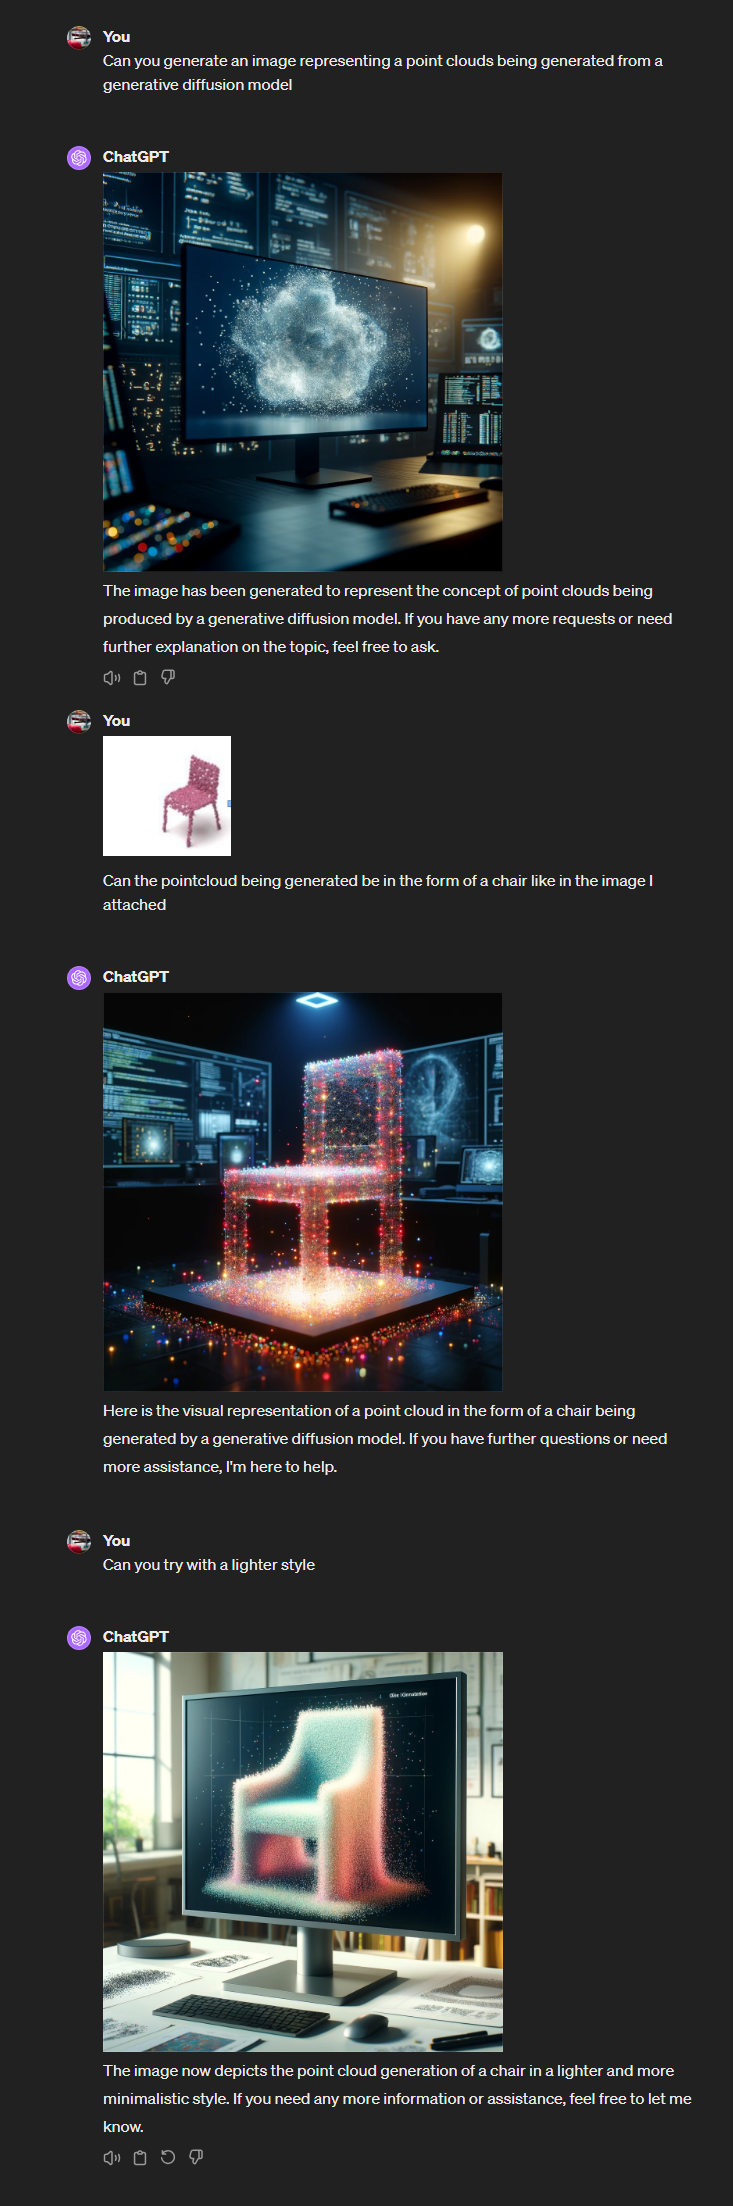 You
Can you generate an image representing a point clouds being generated from a
generative diffusion model
ChatGPT
The image has been generated to represent the concept of point clouds being
produced by a generative diffusion model. If you have any more requests or need
further explanation on the topic, feel free to ask.
You
Can the pointcloud being generated be in the form of a chair like in the image I
attached
ChatGPT
Here is the visual representation of a point cloud in the form of a chair being
generated by a generative diffusion model. If you have further questions or need
more assistance, I'm here to help.
You
Can you try with a lighter style
ChatGPT
The image now depicts the point cloud generation of a chair in a lighter and more
minimalistic style. If you need any more information or assistance, feel free to let me
know.